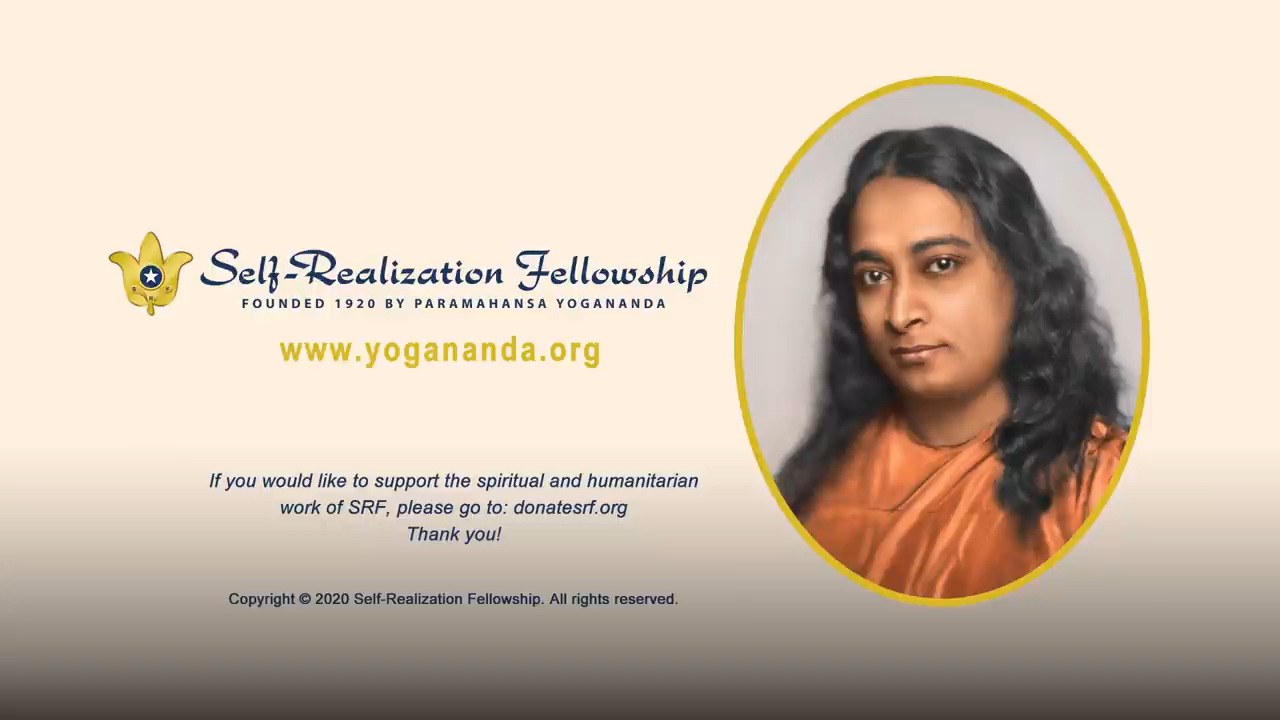 Self-Realization Fellowship
FOUNDED 1920 BY PARAMAHANSA YOGANANDA
www.yogananda.org
If you would like to support the spiritual and humanitarian
work of SRF, please go to: donatesrf.org
Thank you!
Copyright © 2020 Self-Realization Fellowship. All rights reserved.